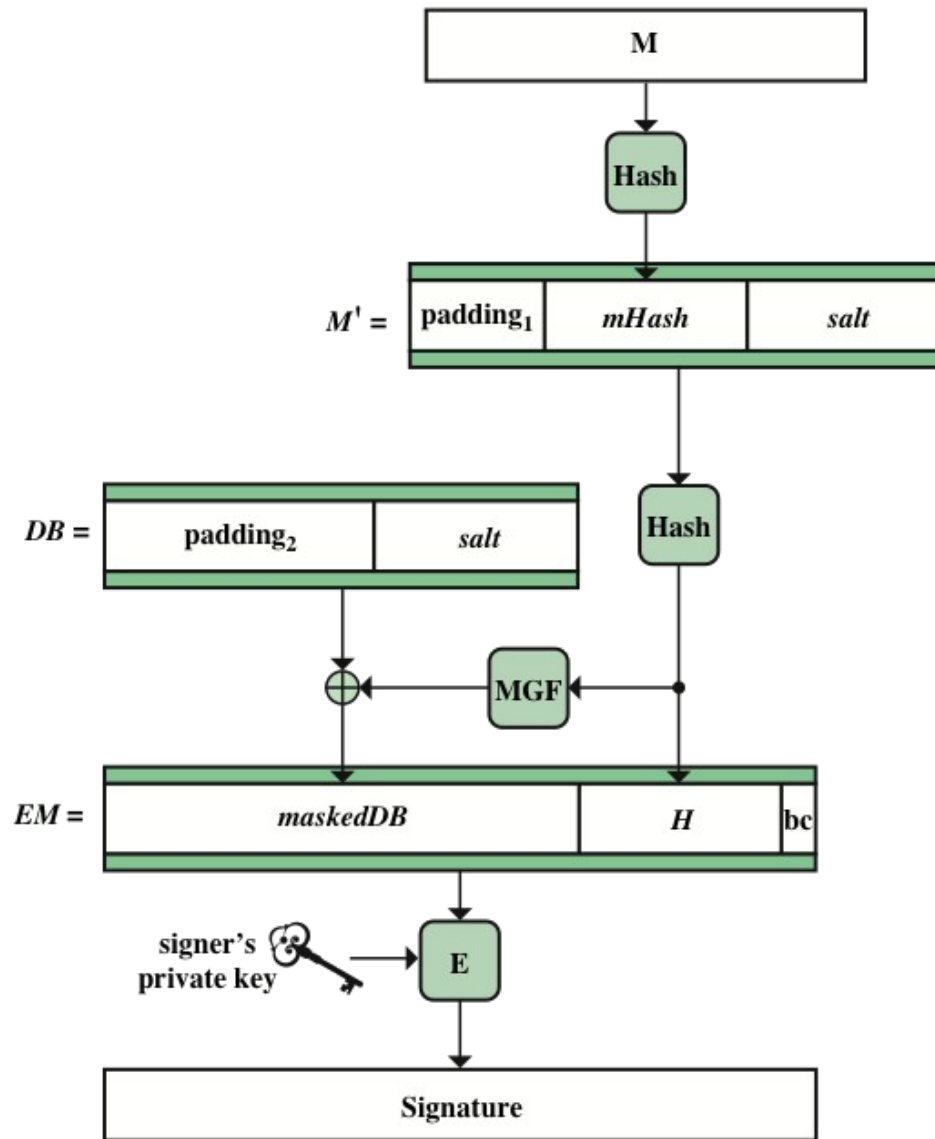 M
Hash
M' = padding₁ mHash salt
DB = padding₂ salt
Hash
MGF
EM = maskedDB H bc
signer's
private key
E
Signature